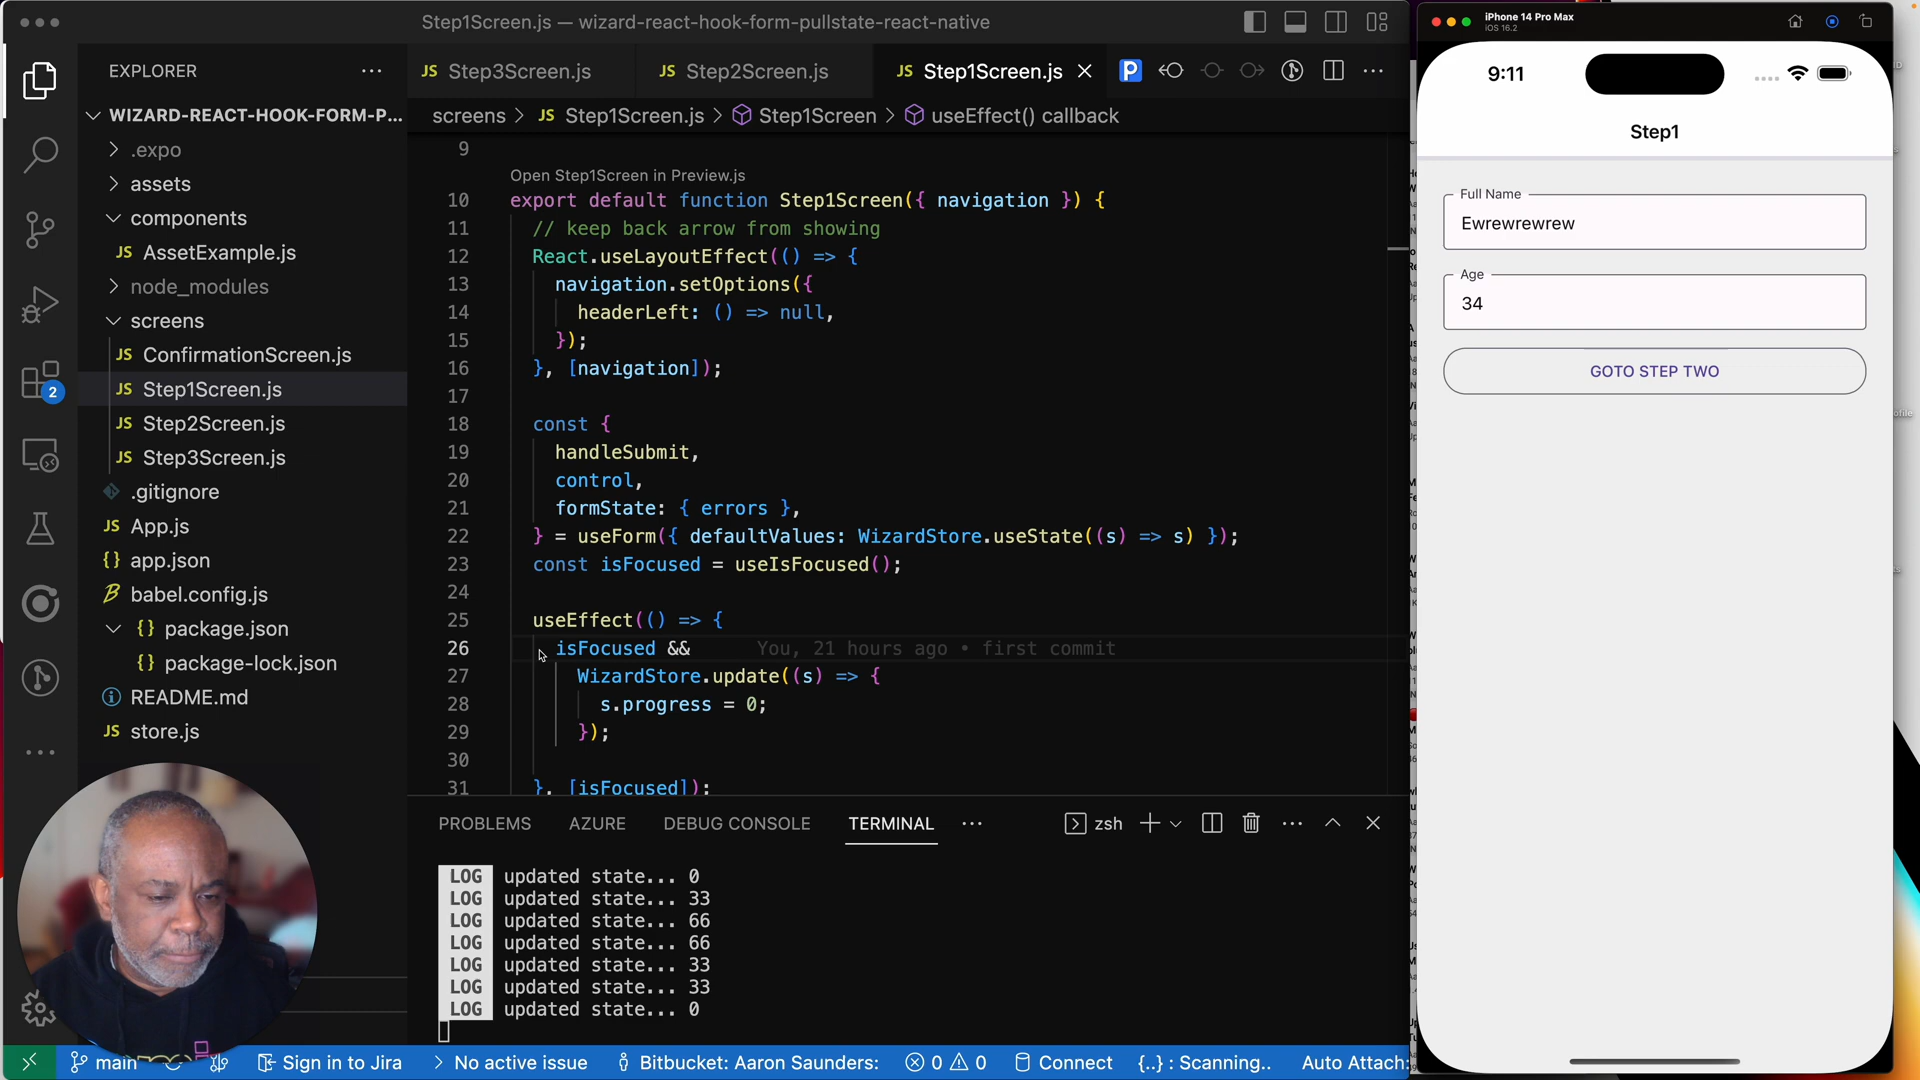 Step1Screen.js — wizard-react-hook-form-pullstate-react-native
EXPLORER
WIZARD-REACT-HOOK-FORM-P...
.expo
assets
components
JS AssetExample.js
node_modules
screens
JS ConfirmationScreen.js
JS Step1Screen.js
JS Step2Screen.js
JS Step3Screen.js
.gitignore
JS App.js
{} app.json
babel.config.js
{} package.json
{} package-lock.json
README.md
JS store.js
2
JS Step3Screen.js
JS Step2Screen.js
JS Step1Screen.js
screens > JS Step1Screen.js > Step1Screen > useEffect() callback
9
Open Step1Screen in Preview.js
10 export default function Step1Screen({ navigation }) {
11 // keep back arrow from showing
12 React.useLayoutEffect(() => {
13 navigation.setOptions({
14 headerLeft: () => null,
15 });
16 }, [navigation]);
17
18 const {
19 handleSubmit,
20 control,
21 formState: { errors },
22 } = useForm({ defaultValues: WizardStore.useState((s) => s) });
23 const isFocused = useIsFocused();
24
25 useEffect(() => {
26 isFocused && You, 21 hours ago • first commit
27 WizardStore.update((s) => {
28 s.progress = 0;
29 });
30
31 }, [isFocused]);
PROBLEMS AZURE DEBUG CONSOLE TERMINAL
zsh
LOG updated state... 0
LOG updated state... 33
LOG updated state... 66
LOG updated state... 66
LOG updated state... 33
LOG updated state... 33
LOG updated state... 0
main
Sign in to Jira
No active issue
Bitbucket: Aaron Saunders:
0 0
Connect
{..} : Scanning..
Auto Attach:
iPhone 14 Pro Max
iOS 16.2
9:11
Step1
Full Name
Ewrewrewrew
Age
34
GOTO STEP TWO